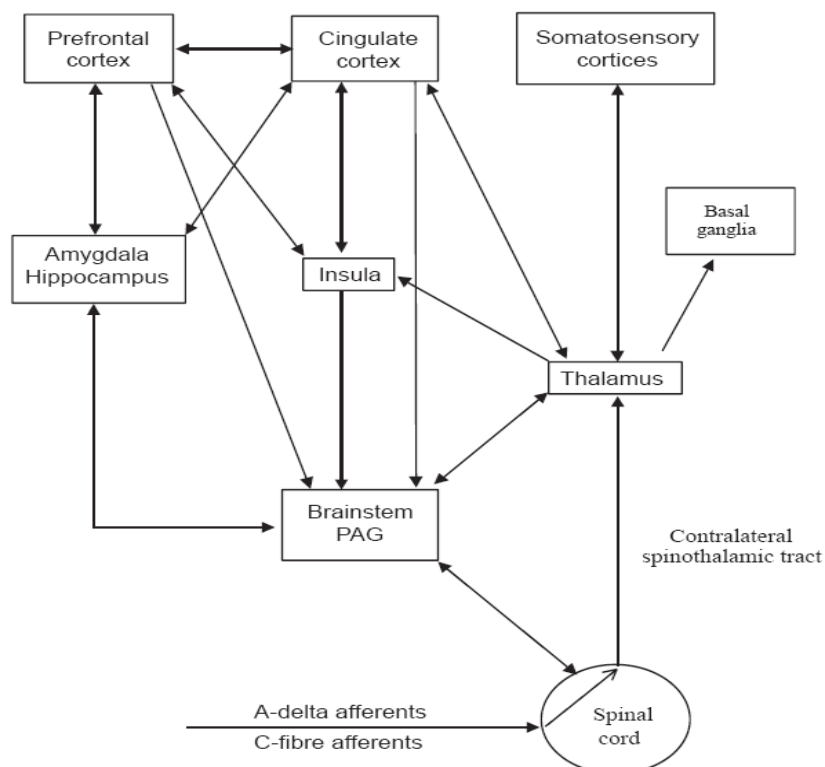 Prefrontal
cortex
Cingulate
cortex
Somatosensory
cortices
Basal
ganglia
Amygdala
Hippocampus
Insula
Thalamus
Brainstem
PAG
Contralateral
spinothalamic tract
A-delta afferents
C-fibre afferents
Spinal
cord